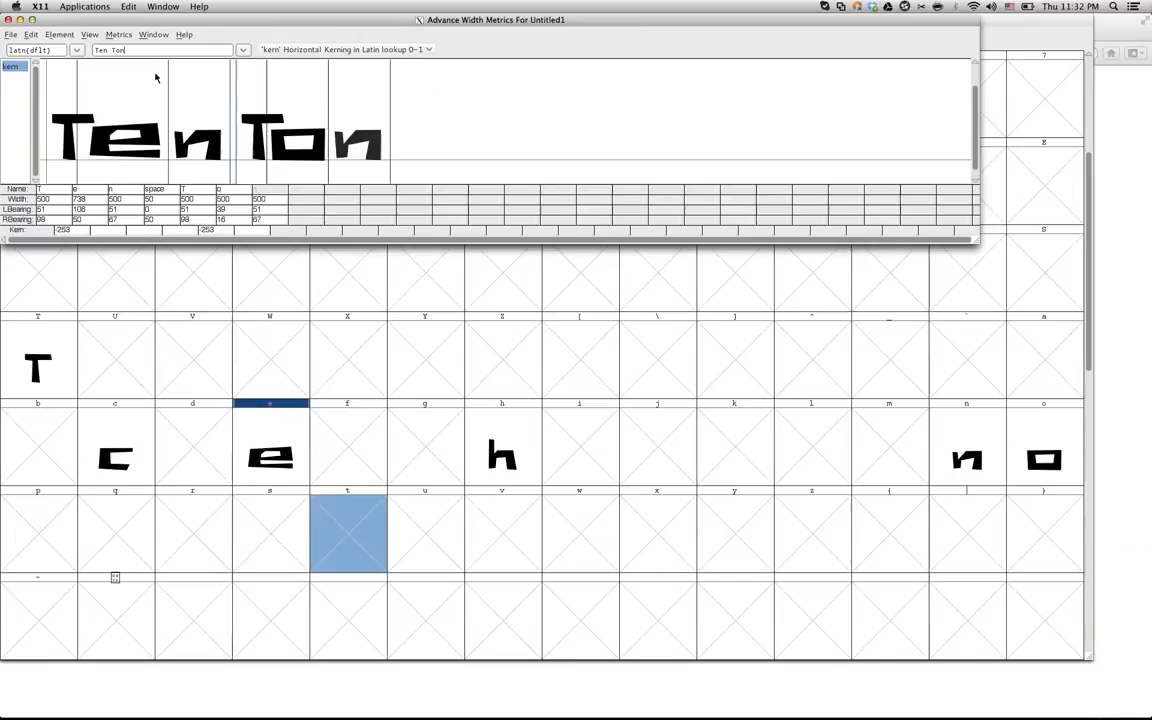 X11 Applications Edit Window Help Thu 11:32 PM
Advance Width Metrics For Untitled1
File Edit Element View Metrics Window Help
latn{dflt} Ten Ton 'kern' Horizontal Kerning in Latin lookup 0-1
kern
Ten Ton
Name: T e n space T o
Width: 500 738 500 50 500 500 500
LBearing: 51 106 51 0 51 39 51
RBearing: 98 50 67 50 98 16 67
Kern: -253 -253
7
E
S
T U V W X Y Z [ \ ] ^ _ ` a
T
b c d e f g h i j k l m n o
c e h n o
p q r s t u v w x y z { | }
~